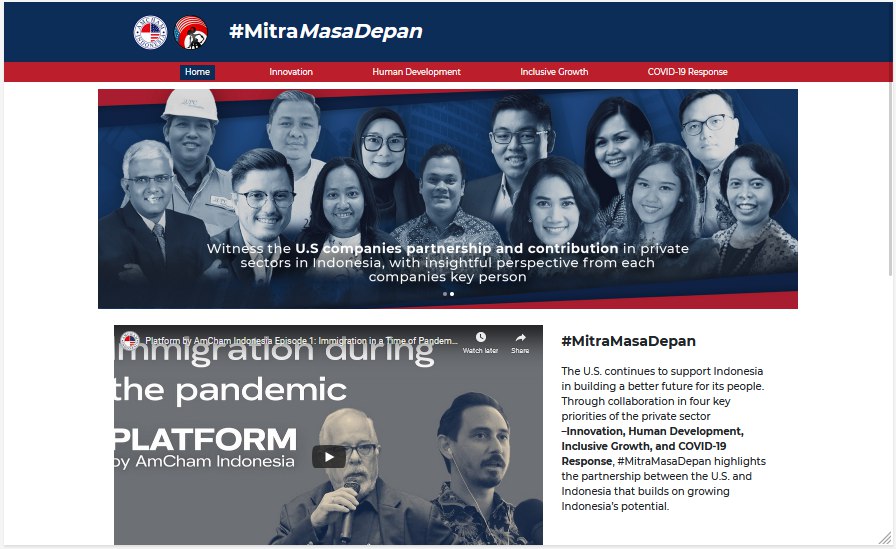 AMCHAM
INDONESIA
#MitraMasaDepan
Home
Innovation
Human Development
Inclusive Growth
COVID-19 Response
Witness the U.S companies partnership and contribution in private
sectors in Indonesia, with insightful perspective from each
companies key person
Platform by AmCham Indonesia Episode 1: Immigration in a Time of Pandem...
Watch later
Share
Immigration during
the pandemic
PLATFORM
by AmCham Indonesia
#MitraMasaDepan
The U.S. continues to support Indonesia
in building a better future for its people.
Through collaboration in four key
priorities of the private sector
–Innovation, Human Development,
Inclusive Growth, and COVID-19
Response, #MitraMasaDepan highlights
the partnership between the U.S. and
Indonesia that builds on growing
Indonesia's potential.